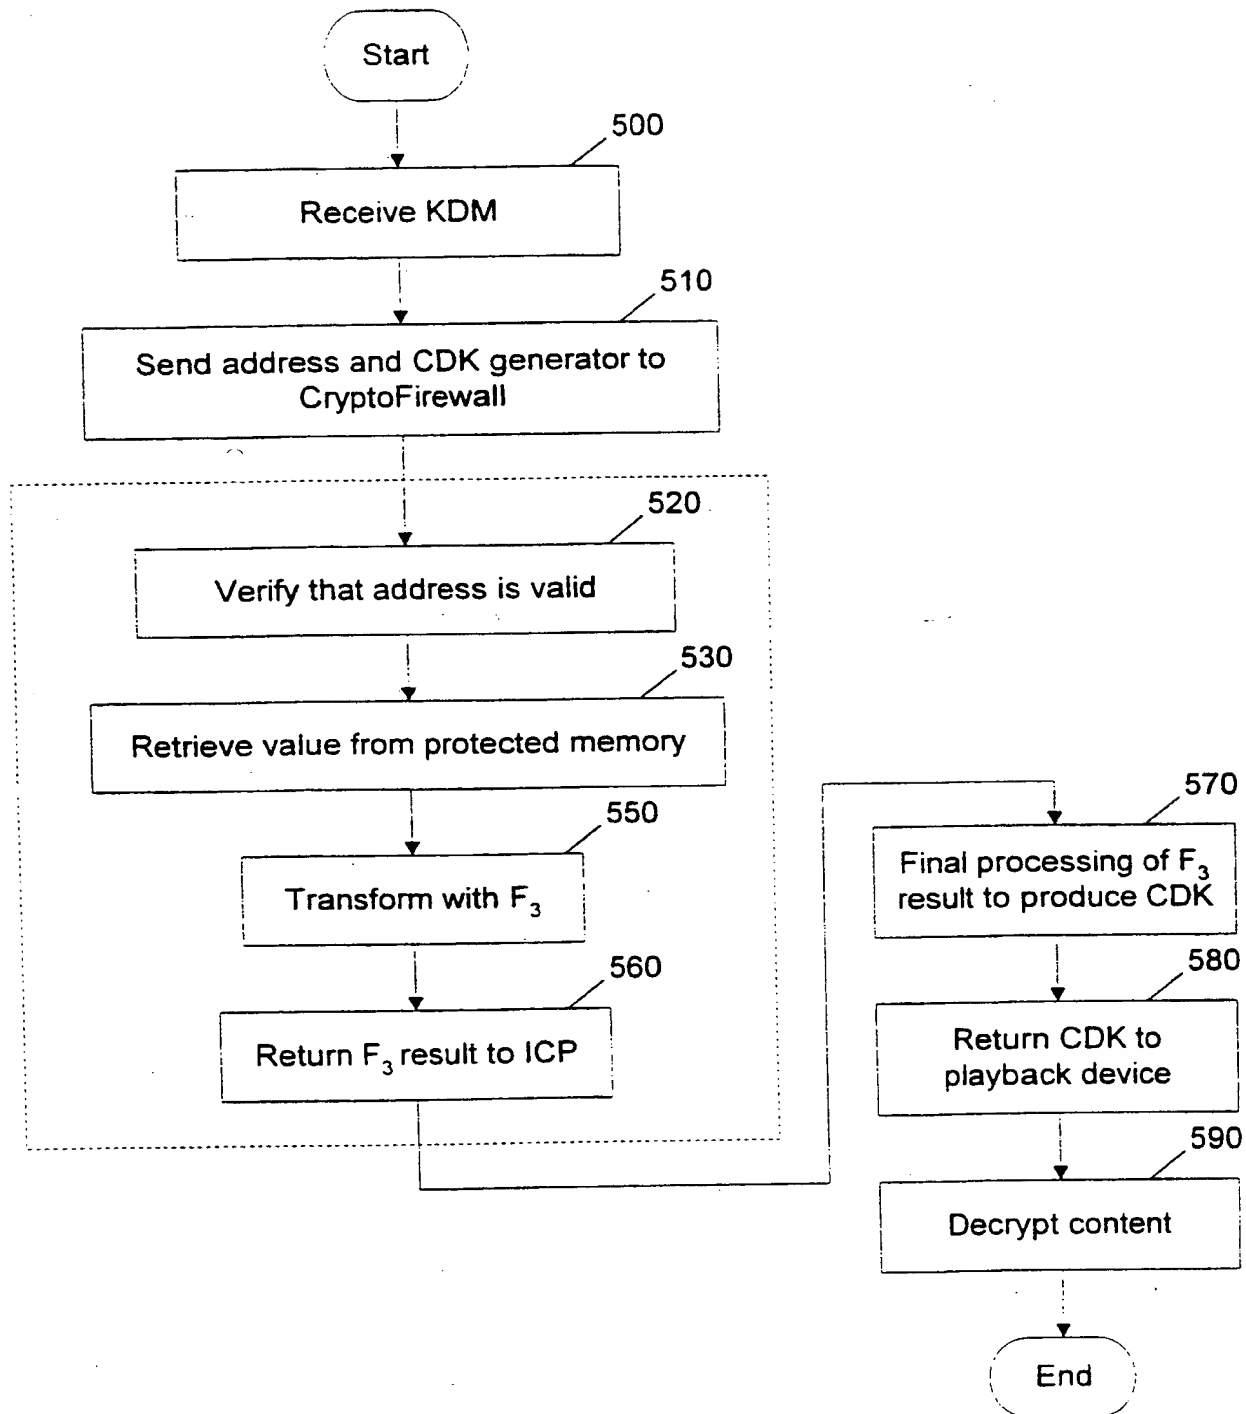 Start
500
Receive KDM
510
Send address and CDK generator to
CryptoFirewall
520
Verify that address is valid
530
Retrieve value from protected memory
550
Transform with F3
560
Return F3 result to ICP
570
Final processing of F3
result to produce CDK
580
Return CDK to
playback device
590
Decrypt content
End